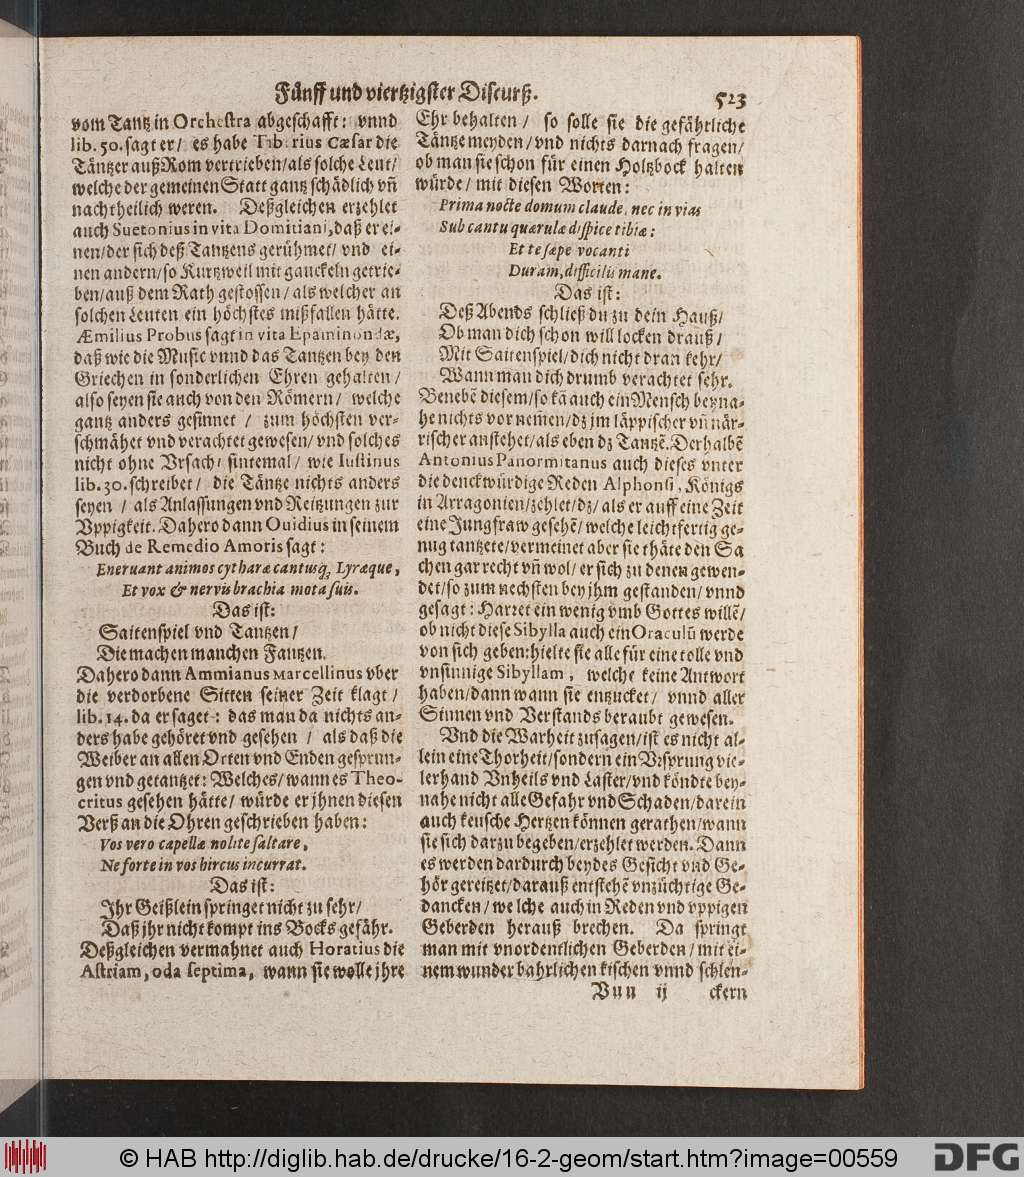 Fünff und viertzigster Discurß.
523
vom Tantz in Orchestra abgeschafft: vnnd
lib. 50. sagt er/ es habe Tiberius Cæsar die
Täntzer auß Rom vertrieben/als solche Leut/
welche der gemeinen Statt gantz schädlich vñ
nachtheilich weren. Deßgleichen erzehlet
auch Suetonius in vita Domitiani, daß er ei-
nen/der sich deß Tantzens gerühmet/ vnd ei-
nen andern/so Kurtzweil mit gauckeln getrie-
ben/auß dem Rath gestossen/als welcher an
solchen Leuten ein höchstes mißfallen hätte.
Æmilius Probus sagt in vita Epaminondæ,
daß wie die Music vnnd das Tantzen bey den
Griechen in sonderlichen Ehren gehalten/
also seyen sie auch von den Römern/ welche
gantz anders gesinnet / zum höchsten ver-
schmähet vnd verachtet gewesen/ vnd solches
nicht ohne Vrsach/ sintemal/ wie Iustinus
lib. 30. schreibet/ die Täntze nichts anders
seyen / als Anlassungen vnd Reitzungen zur
Vppigkeit. Dahero dann Ouidius in seinem
Buch de Remedio Amoris sagt:
Eneruant animos cytharæ cantusq; Lyræque,
Et vox & nervis brachia mota suis.
Das ist:
Saitenspiel vnd Tantzen/
Die machen manchen Fantzen.
Dahero dann Ammianus Marcellinus vber
die verdorbene Sitten seiner Zeit klagt/
lib. 14. da er saget: das man da nichts an-
ders habe gehöret vnd gesehen / als daß die
Weiber an allen Orten vnd Enden gesprun-
gen vnd getantzet: Welches/ wann es Theo-
critus gesehen hätte/ würde er jhnen diesen
Verß an die Ohren geschrieben haben:
Vos vero capellæ nolite saltare,
Ne forte in vos hircus incurrat.
Das ist:
Jhr Geißlein springet nicht zu sehr/
Daß jhr nicht kompt ins Bocks gefähr.
Deßgleichen vermahnet auch Horatius die
Astriam, oda septima, wann sie wolle jhre
Ehr behalten/ so solle sie die gefährliche
Täntze meyden/vnd nichts darnach fragen/
ob man sie schon für einen Holtzbock halten
würde/ mit diesen Worten:
Prima nocte domum claude, nec in vias
Sub cantu quærulæ dispice tibiæ:
Et te sæpe vocanti
Duram, difficilis mane.
Das ist:
Deß Abends schließ du zu dein Hauß/
Ob man dich schon will locken drauß/
Mit Saitenspiel/dich nicht dran kehr/
Wann man dich drumb verachtet sehr.
Benebẽ diesem/so kã auch ein Mensch beyna-
he nichts vornem̃en/dz jm läppischer vñ när-
rischer anstehet/als eben dz Tantzẽ. Derhalbẽ
Antonius Panormitanus auch dieses vnter
die denckwürdige Reden Alphonsi, Königs
in Arragonien/zehlet/dz/als er auff eine Zeit
eine Jungfraw gesehẽ/welche leichtfertig ge-
nug tantzete/vermeinet aber sie thäte den Sa
chen gar recht vñ wol/er sich zu denen gewen-
det/so zum nechsten bey jhm gestanden/vnnd
gesagt: Harret ein wenig vmb Gottes willẽ/
ob nicht diese Sibylla auch ein Oraculũ werde
von sich geben: hielte sie alle für eine tolle vnd
vnsinnige Sibyllam, welche keine Antwort
haben/dann wann sie entzucket/ vnnd aller
Sinnen vnd Verstands beraubt gewesen.
Vnd die Warheit zusagen/ist es nicht al-
lein eine Thorheit/sondern ein Vrsprung vie-
lerhand Vnheils vnd Laster/vnd köndte bey-
nahe nicht alle Gefahr vnd Schaden/darein
auch keusche Hertzen können gerathen/wann
sie sich darzu begeben/erzehlet werden. Dann
es werden dardurch beydes Gesicht vnd Ge-
hör gereitzet/darauß entstehẽ vnzüchtige Ge-
dancken/welche auch in Reden vnd vppigen
Geberden herauß brechen. Da springt
man mit vnordentlichen Geberden/mit ei-
nem wunderbahrlichen kischen vnnd schlen-
Vuu ij
ckern
© HAB http://diglib.hab.de/drucke/16-2-geom/start.htm?image=00559
DFG